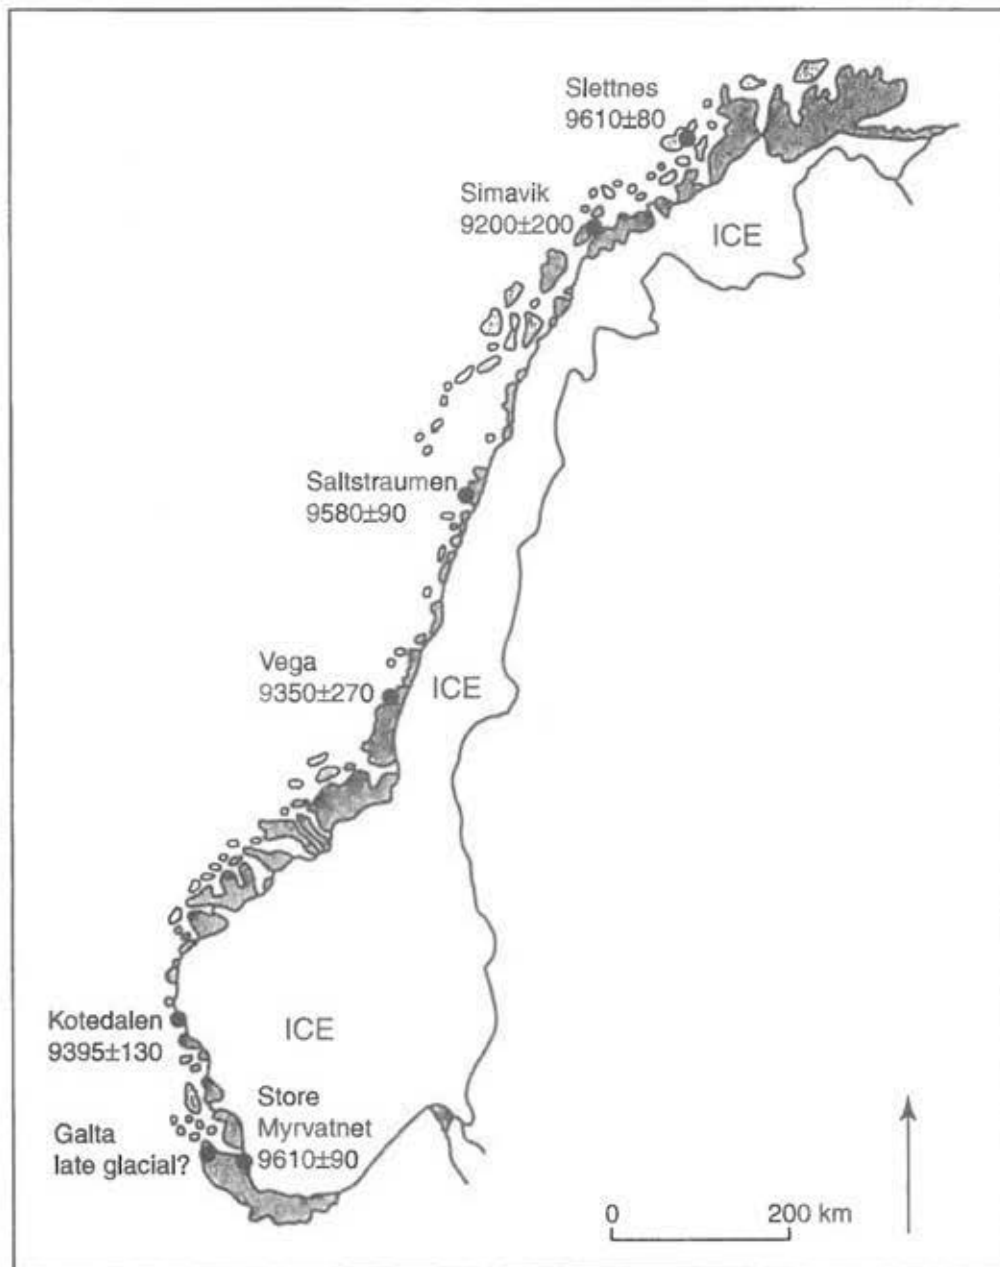 Slettnes
9610±80
Simavik
9200±200
ICE
Saltstraumen
9580±90
Vega
9350±270
ICE
Kotedalen
9395±130
ICE
Store
Myrvatnet
9610±90
Galta
late glacial?
0 200 km